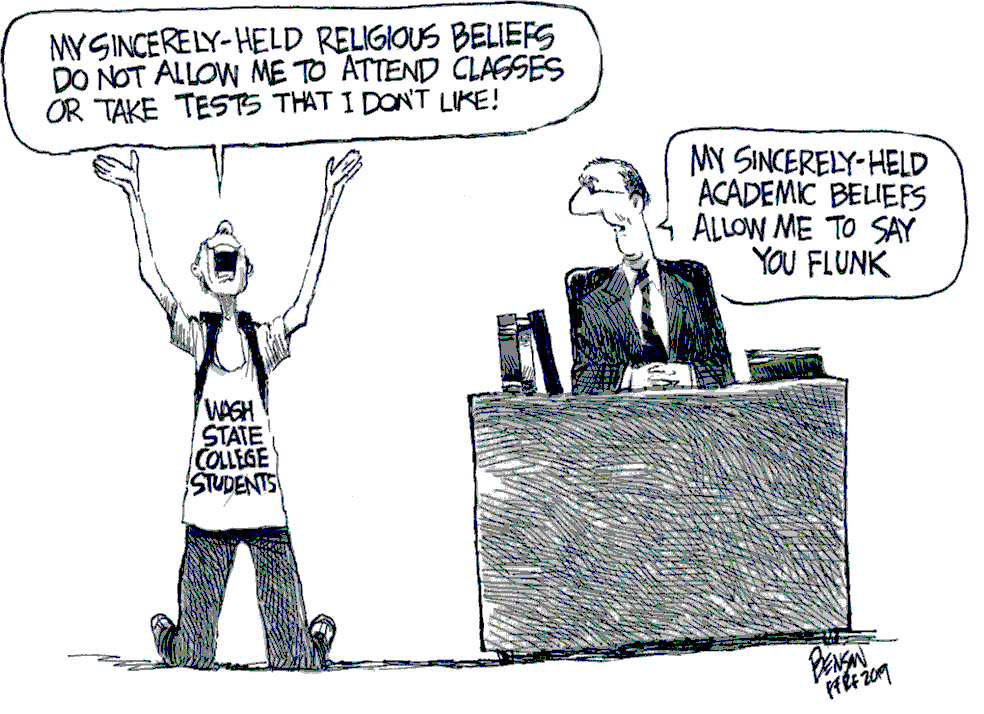 MY SINCERELY-HELD RELIGIOUS BELIEFS
DO NOT ALLOW ME TO ATTEND CLASSES
OR TAKE TESTS THAT I DON'T LIKE!
MY SINCERELY-HELD
ACADEMIC BELIEFS
ALLOW ME TO SAY
YOU FLUNK
WASH
STATE
COLLEGE
STUDENTS
BENSON
FFRF 2019